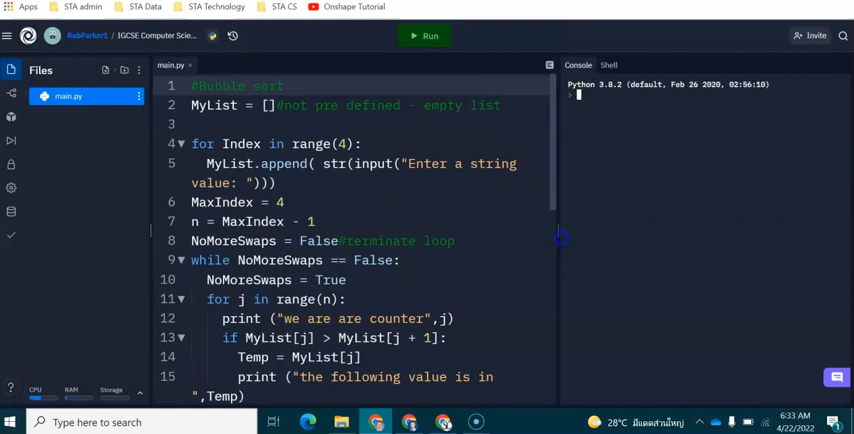 Apps STA admin STA Data STA Technology STA CS Onshape Tutorial
RobParker1 / IGCSE Computer Scie... Run Invite
Files
main.py
main.py ×
1 #Bubble sort
2 MyList = []#not pre defined - empty list
3
4 for Index in range(4):
5 MyList.append( str(input("Enter a string
value: ")))
6 MaxIndex = 4
7 n = MaxIndex - 1
8 NoMoreSwaps = False#terminate loop
9 while NoMoreSwaps == False:
10 NoMoreSwaps = True
11 for j in range(n):
12 print ("we are are counter",j)
13 if MyList[j] > MyList[j + 1]:
14 Temp = MyList[j]
15 print ("the following value is in
",Temp)
Console Shell
Python 3.8.2 (default, Feb 26 2020, 02:56:10)
>
?
CPU RAM Storage
Type here to search
28°C มีแดดส่วนใหญ่
6:33 AM
4/22/2022
1